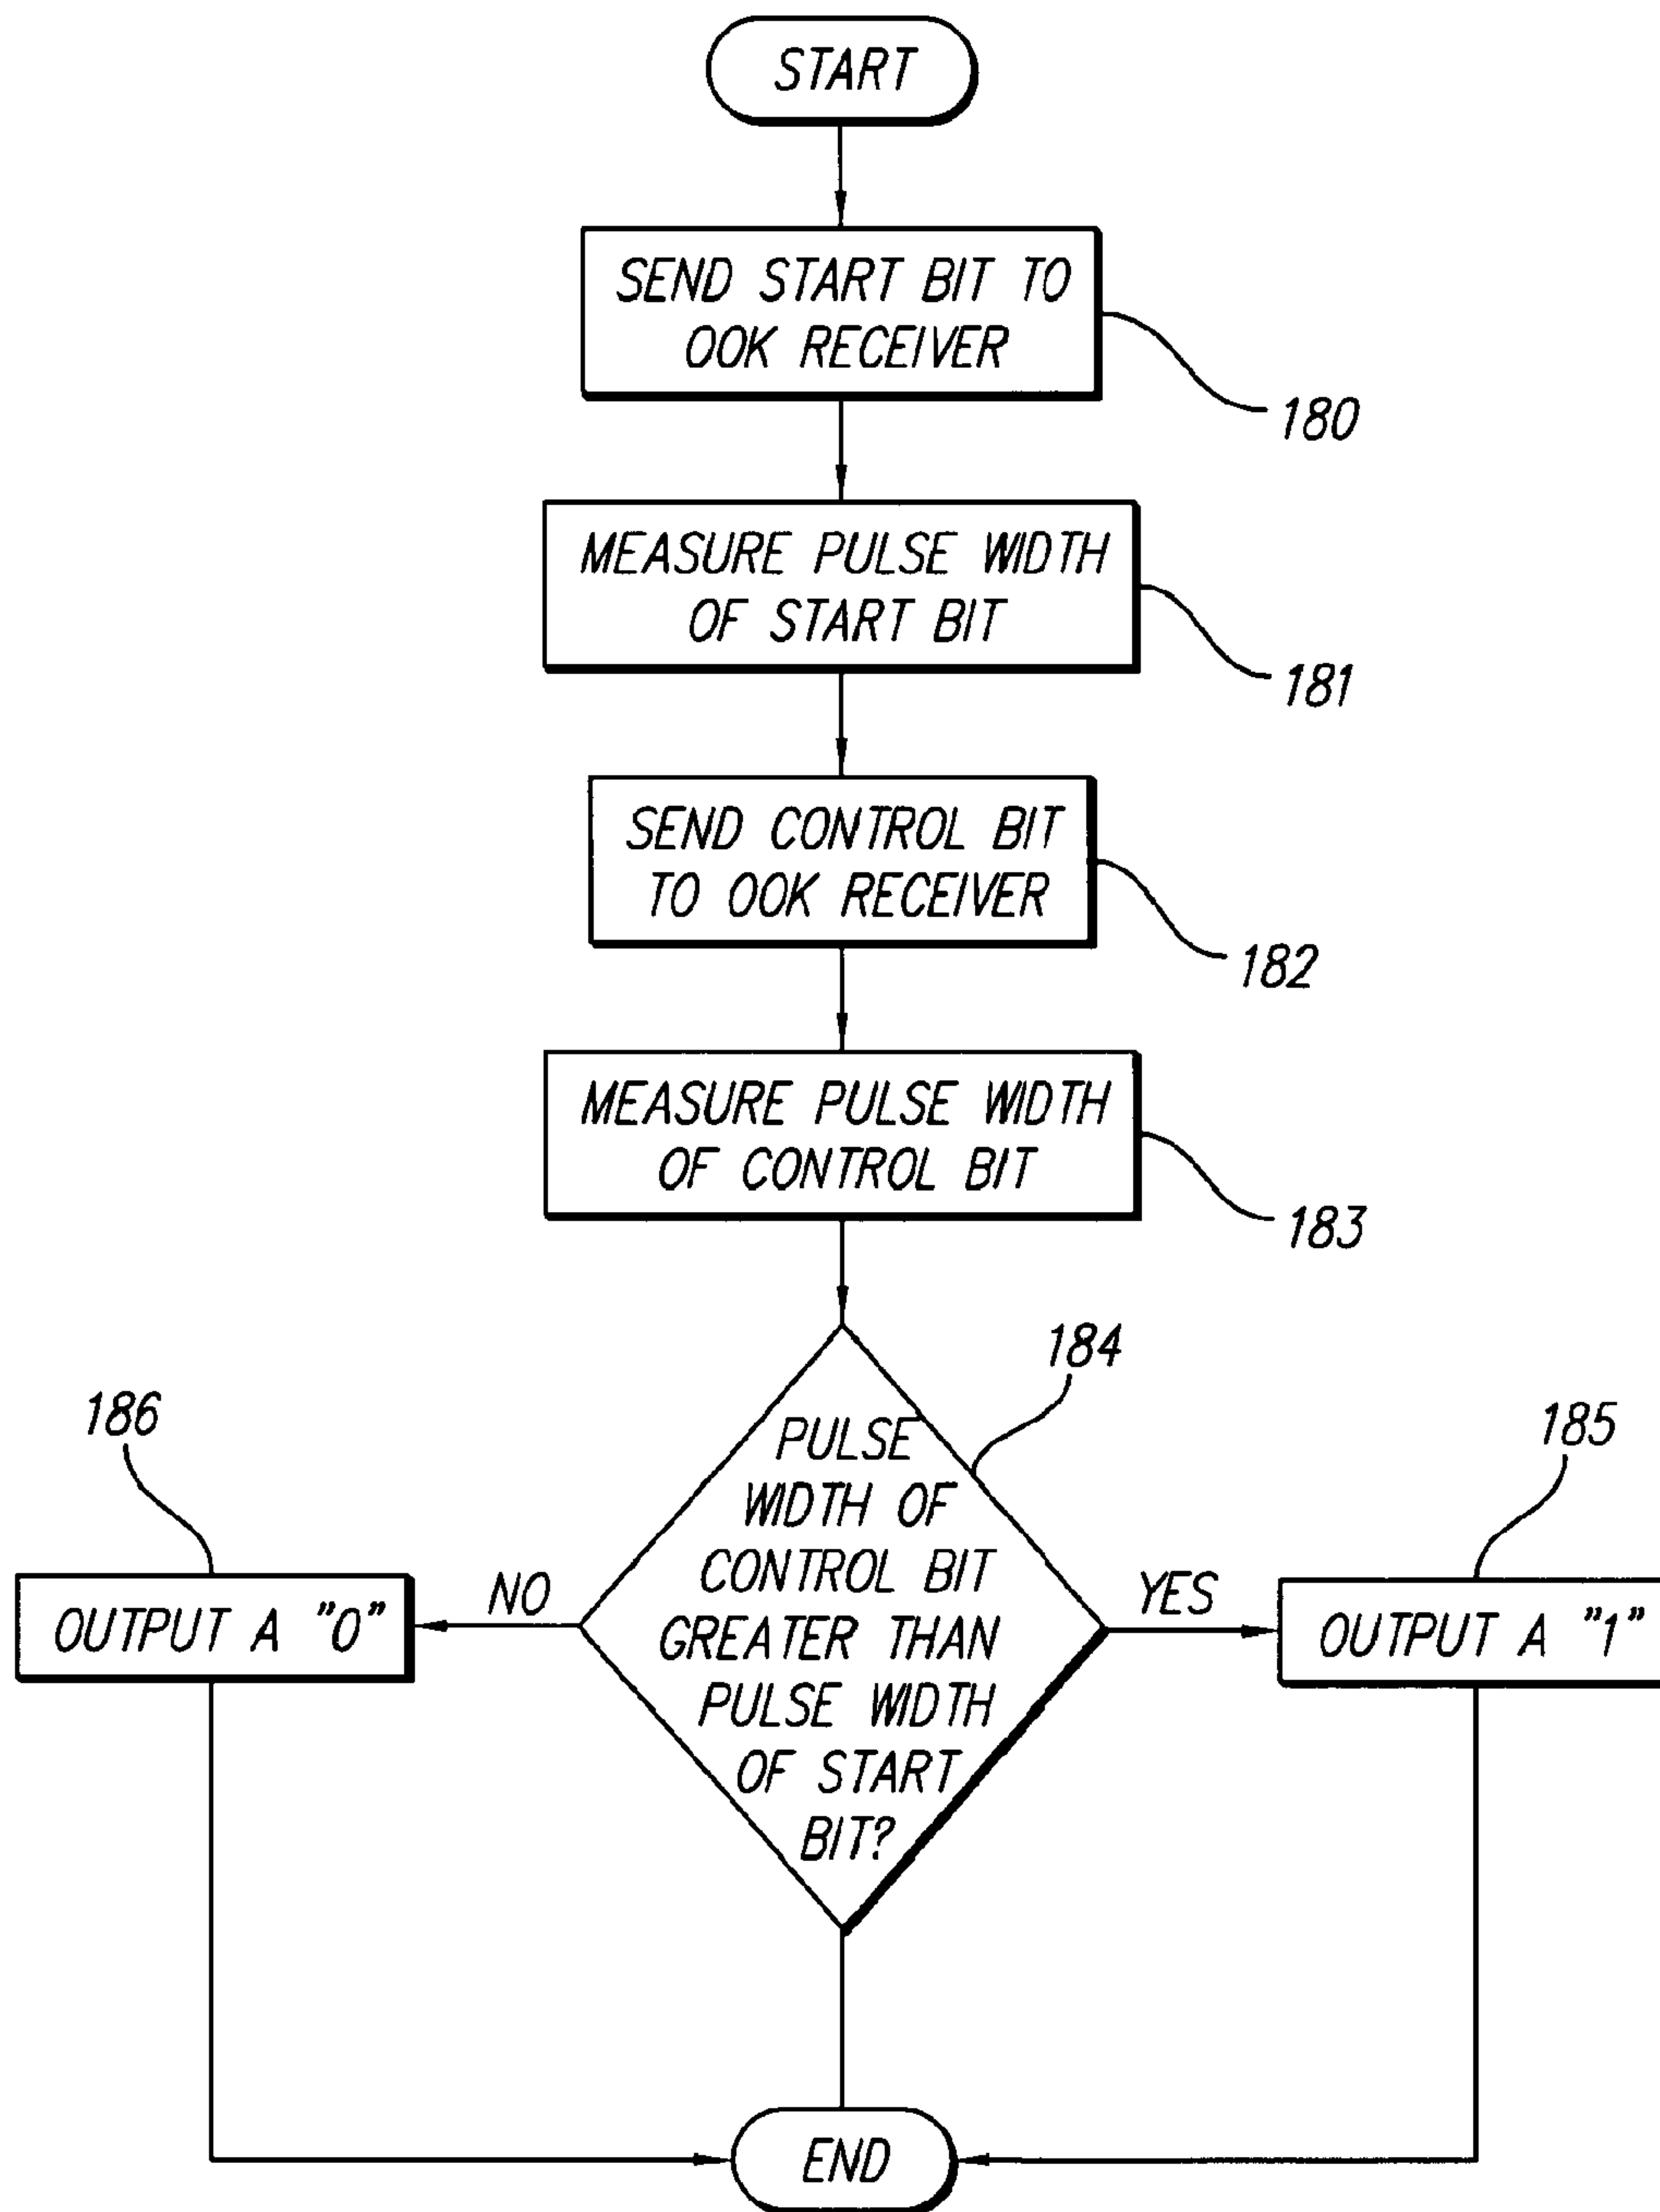 START
SEND START BIT TO
OOK RECEIVER
180
MEASURE PULSE WIDTH
OF START BIT
181
SEND CONTROL BIT
TO OOK RECEIVER
182
MEASURE PULSE WIDTH
OF CONTROL BIT
183
184
PULSE
WIDTH OF
CONTROL BIT
GREATER THAN
PULSE WIDTH
OF START
BIT?
186
NO
OUTPUT A "0"
185
YES
OUTPUT A "1"
END